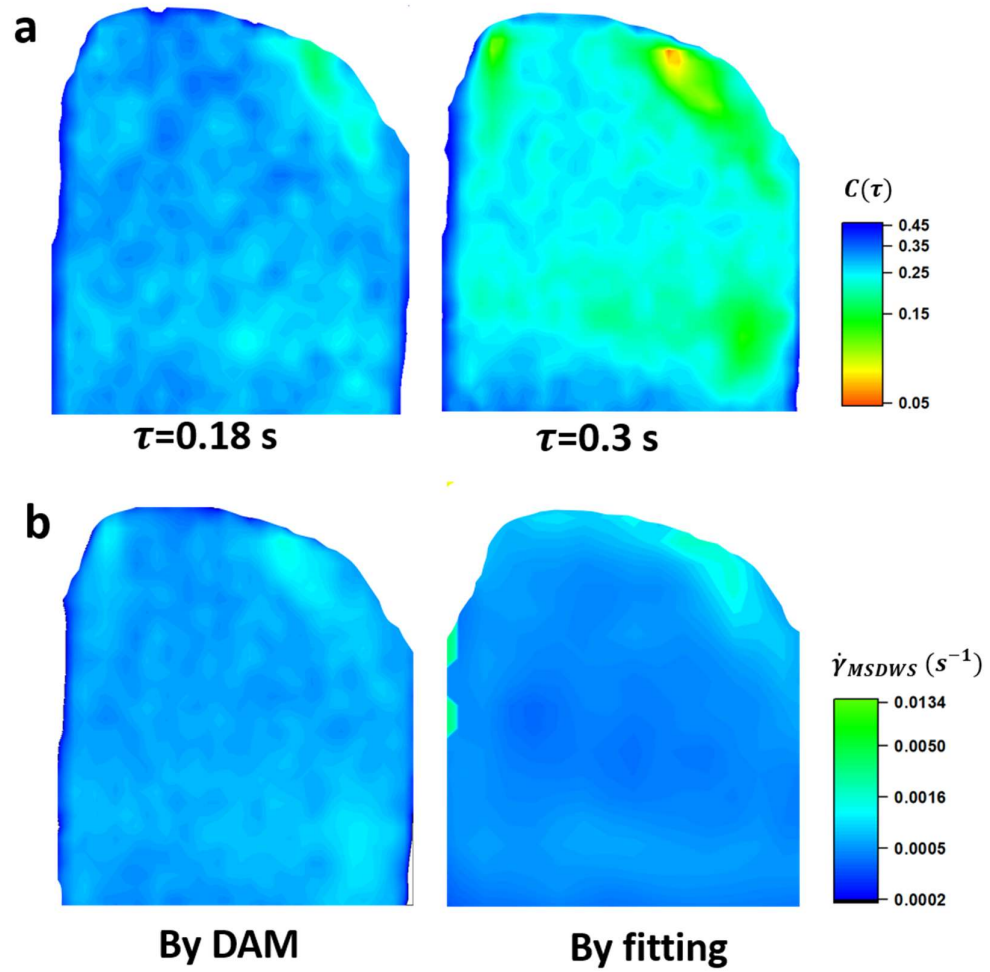 a
C(τ)
0.45
0.35
0.25
0.15
0.05
τ=0.18 s
τ=0.3 s
b
γ̇MSDWS (s⁻¹)
0.0134
0.0050
0.0016
0.0005
0.0002
By DAM
By fitting